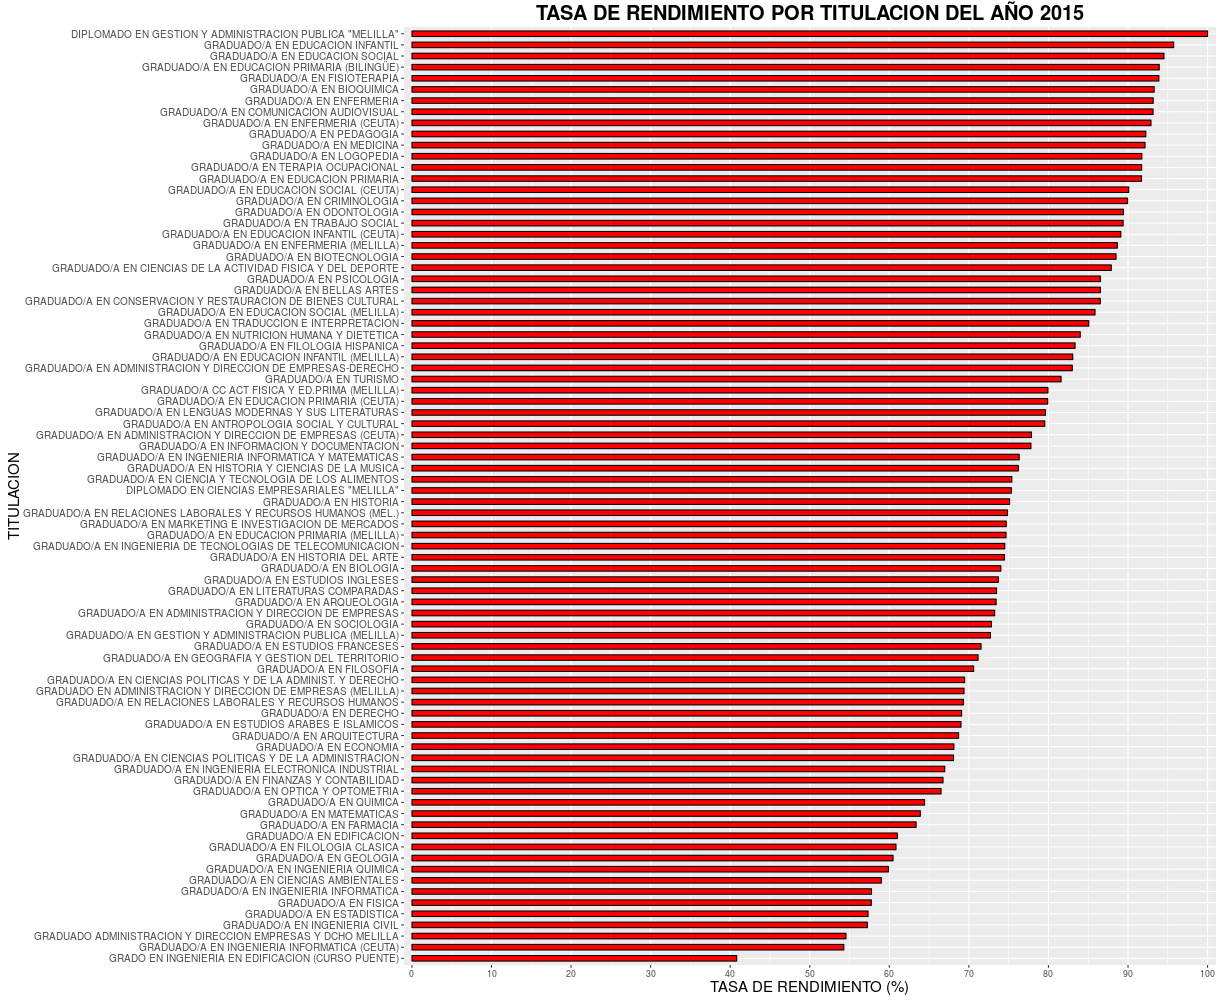 TASA DE RENDIMIENTO POR TITULACION DEL AÑO 2015
TITULACION
DIPLOMADO EN GESTION Y ADMINISTRACION PUBLICA "MELILLA"
GRADUADO/A EN EDUCACION INFANTIL
GRADUADO/A EN EDUCACION SOCIAL
GRADUADO/A EN EDUCACION PRIMARIA (BILINGÜE)
GRADUADO/A EN FISIOTERAPIA
GRADUADO/A EN BIOQUIMICA
GRADUADO/A EN ENFERMERIA
GRADUADO/A EN COMUNICACION AUDIOVISUAL
GRADUADO/A EN ENFERMERIA (CEUTA)
GRADUADO/A EN PEDAGOGIA
GRADUADO/A EN MEDICINA
GRADUADO/A EN LOGOPEDIA
GRADUADO/A EN TERAPIA OCUPACIONAL
GRADUADO/A EN EDUCACION PRIMARIA
GRADUADO/A EN EDUCACION SOCIAL (CEUTA)
GRADUADO/A EN CRIMINOLOGIA
GRADUADO/A EN ODONTOLOGIA
GRADUADO/A EN TRABAJO SOCIAL
GRADUADO/A EN EDUCACION INFANTIL (CEUTA)
GRADUADO/A EN ENFERMERIA (MELILLA)
GRADUADO/A EN BIOTECNOLOGIA
GRADUADO/A EN CIENCIAS DE LA ACTIVIDAD FISICA Y DEL DEPORTE
GRADUADO/A EN PSICOLOGIA
GRADUADO/A EN BELLAS ARTES
GRADUADO/A EN CONSERVACION Y RESTAURACION DE BIENES CULTURAL
GRADUADO/A EN EDUCACION SOCIAL (MELILLA)
GRADUADO/A EN TRADUCCION E INTERPRETACION
GRADUADO/A EN NUTRICION HUMANA Y DIETETICA
GRADUADO/A EN FILOLOGIA HISPANICA
GRADUADO/A EN EDUCACION INFANTIL (MELILLA)
GRADUADO/A EN ADMINISTRACION Y DIRECCION DE EMPRESAS-DERECHO
GRADUADO/A EN TURISMO
GRADUADO/A CC ACT FISICA Y ED.PRIMA (MELILLA)
GRADUADO/A EN EDUCACION PRIMARIA (CEUTA)
GRADUADO/A EN LENGUAS MODERNAS Y SUS LITERATURAS
GRADUADO/A EN ANTROPOLOGIA SOCIAL Y CULTURAL
GRADUADO/A EN ADMINISTRACION Y DIRECCION DE EMPRESAS (CEUTA)
GRADUADO/A EN INFORMACION Y DOCUMENTACION
GRADUADO/A EN INGENIERIA INFORMATICA Y MATEMATICAS
GRADUADO/A EN HISTORIA Y CIENCIAS DE LA MUSICA
GRADUADO/A EN CIENCIA Y TECNOLOGIA DE LOS ALIMENTOS
DIPLOMADO EN CIENCIAS EMPRESARIALES "MELILLA"
GRADUADO/A EN HISTORIA
GRADUADO/A EN RELACIONES LABORALES Y RECURSOS HUMANOS (MEL.)
GRADUADO/A EN MARKETING E INVESTIGACION DE MERCADOS
GRADUADO/A EN EDUCACION PRIMARIA (MELILLA)
GRADUADO/A EN INGENIERIA DE TECNOLOGIAS DE TELECOMUNICACION
GRADUADO/A EN HISTORIA DEL ARTE
GRADUADO/A EN BIOLOGIA
GRADUADO/A EN ESTUDIOS INGLESES
GRADUADO/A EN LITERATURAS COMPARADAS
GRADUADO/A EN ARQUEOLOGIA
GRADUADO/A EN ADMINISTRACION Y DIRECCION DE EMPRESAS
GRADUADO/A EN SOCIOLOGIA
GRADUADO/A EN GESTION Y ADMINISTRACION PUBLICA (MELILLA)
GRADUADO/A EN ESTUDIOS FRANCESES
GRADUADO/A EN GEOGRAFIA Y GESTION DEL TERRITORIO
GRADUADO/A EN FILOSOFIA
GRADUADO/A EN CIENCIAS POLITICAS Y DE LA ADMINIST. Y DERECHO
GRADUADO EN ADMINISTRACION Y DIRECCION DE EMPRESAS (MELILLA)
GRADUADO/A EN RELACIONES LABORALES Y RECURSOS HUMANOS
GRADUADO/A EN DERECHO
GRADUADO/A EN ESTUDIOS ARABES E ISLAMICOS
GRADUADO/A EN ARQUITECTURA
GRADUADO/A EN ECONOMIA
GRADUADO/A EN CIENCIAS POLITICAS Y DE LA ADMINISTRACION
GRADUADO/A EN INGENIERIA ELECTRONICA INDUSTRIAL
GRADUADO/A EN FINANZAS Y CONTABILIDAD
GRADUADO/A EN OPTICA Y OPTOMETRIA
GRADUADO/A EN QUIMICA
GRADUADO/A EN MATEMATICAS
GRADUADO/A EN FARMACIA
GRADUADO/A EN EDIFICACION
GRADUADO/A EN FILOLOGIA CLASICA
GRADUADO/A EN GEOLOGIA
GRADUADO/A EN INGENIERIA QUIMICA
GRADUADO/A EN CIENCIAS AMBIENTALES
GRADUADO/A EN INGENIERIA INFORMATICA
GRADUADO/A EN FISICA
GRADUADO/A EN ESTADISTICA
GRADUADO/A EN INGENIERIA CIVIL
GRADUADO ADMINISTRACION Y DIRECCION EMPRESAS Y DCHO MELILLA
GRADUADO/A EN INGENIERIA INFORMATICA (CEUTA)
GRADO EN INGENIERIA EN EDIFICACION (CURSO PUENTE)
0 10 20 30 40 50 60 70 80 90 100
TASA DE RENDIMIENTO (%)